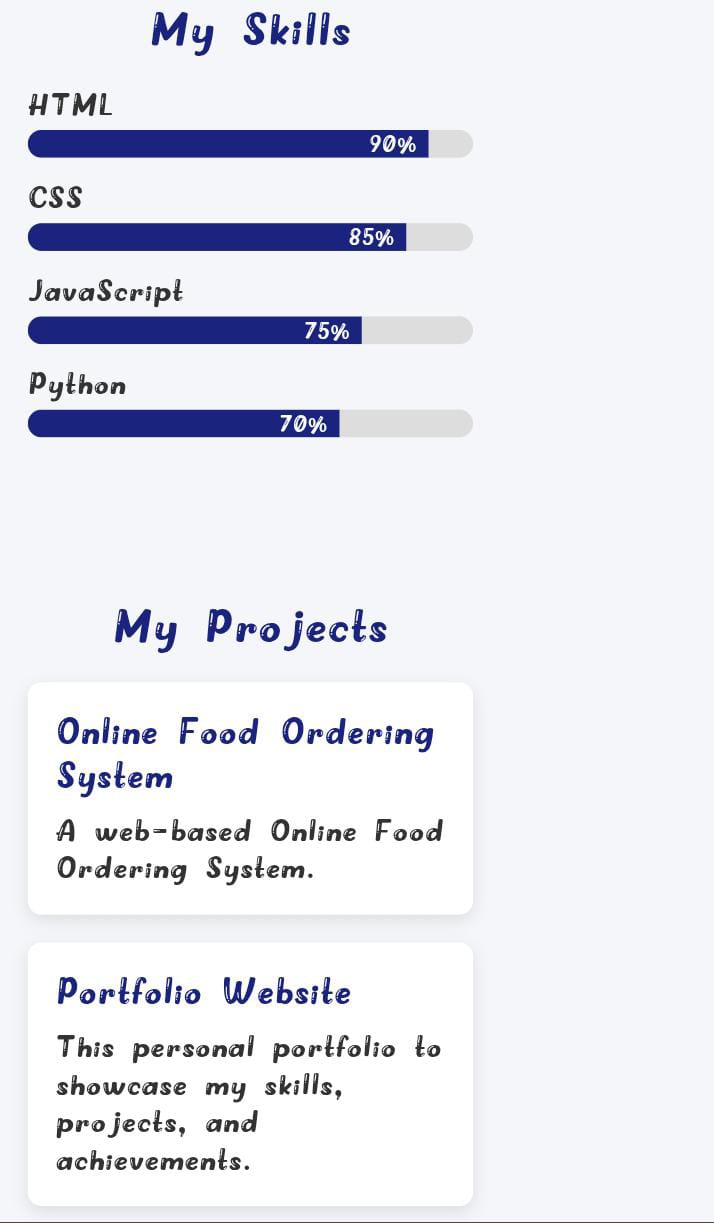 My Skills
HTML
90%
CSS
85%
JavaScript
75%
Python
70%
My Projects
Online Food Ordering
System
A web-based Online Food
Ordering System.
Portfolio Website
This personal portfolio to
showcase my skills,
projects, and
achievements.